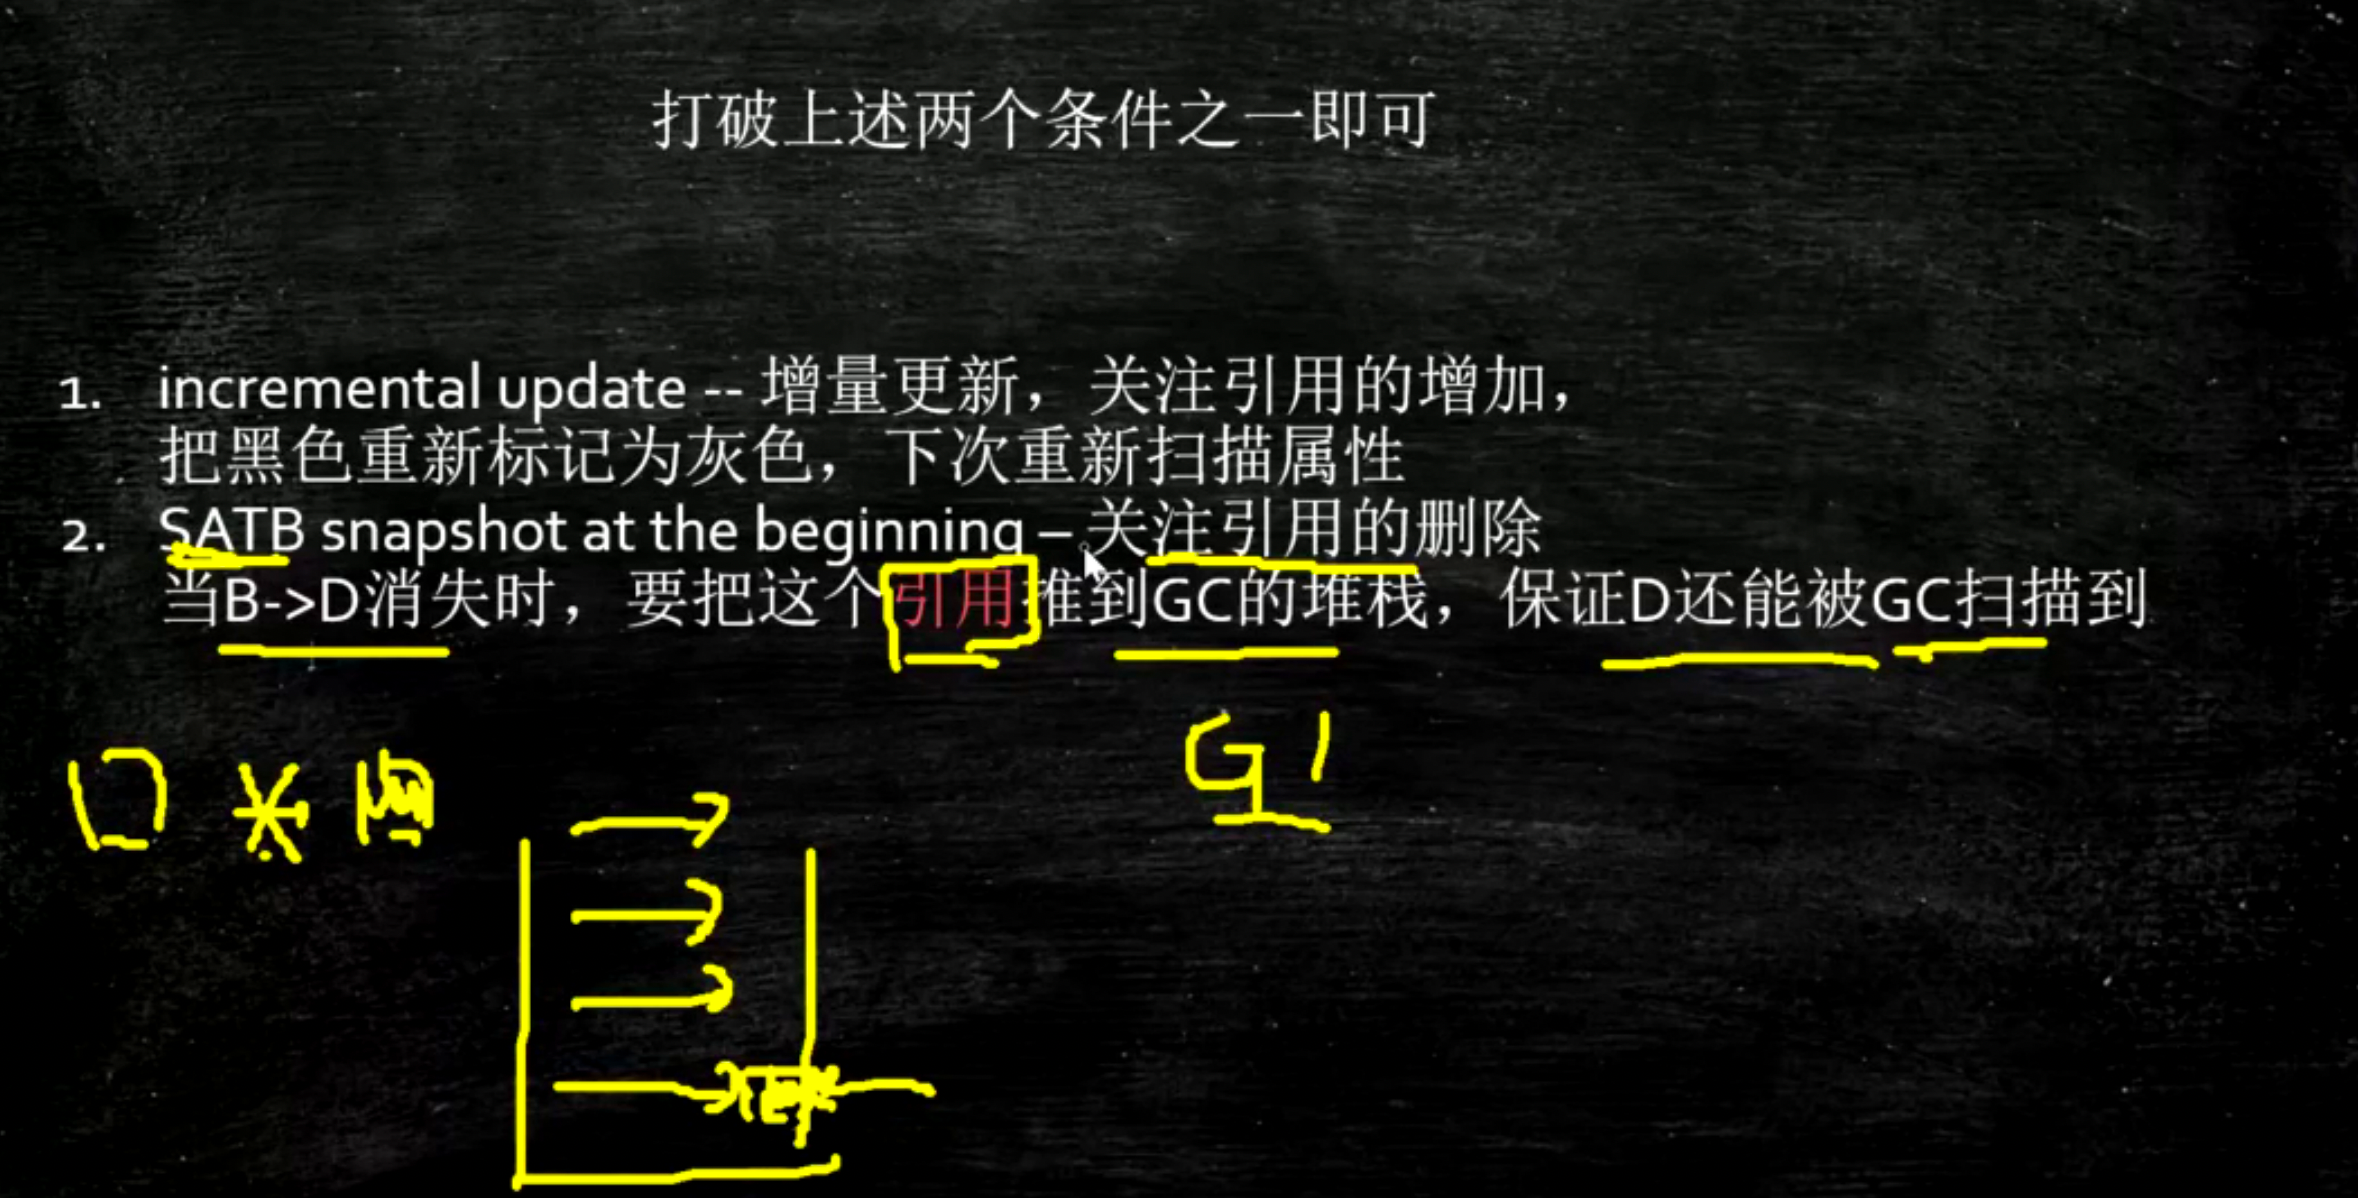 打破上述两个条件之一即可
1. incremental update -- 增量更新，关注引用的增加，
把黑色重新标记为灰色，下次重新扫描属性
2. SATB snapshot at the beginning – 关注引用的删除
当B->D消失时，要把这个引用推到GC的堆栈，保证D还能被GC扫描到
G1